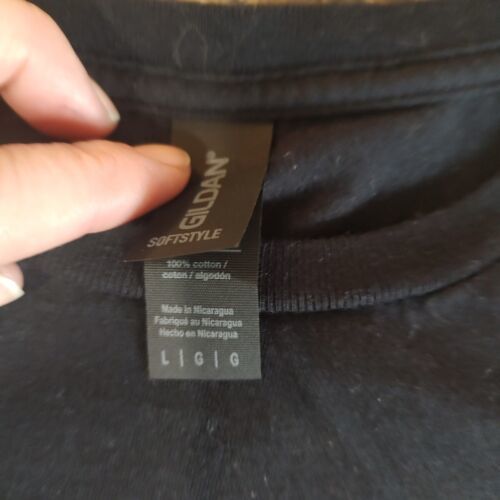 GILDAN®
SOFTSTYLE
100% cotton /
coton / algodón
Made in Nicaragua
Fabriqué au Nicaragua
Hecho en Nicaragua
L | G | G